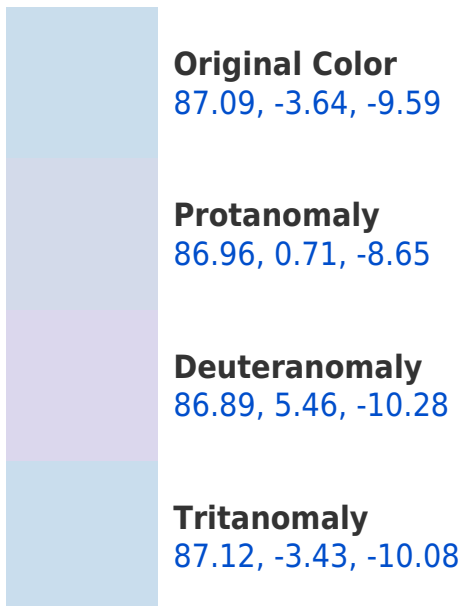 Original Color
87.09, -3.64, -9.59
Protanomaly
86.96, 0.71, -8.65
Deuteranomaly
86.89, 5.46, -10.28
Tritanomaly
87.12, -3.43, -10.08